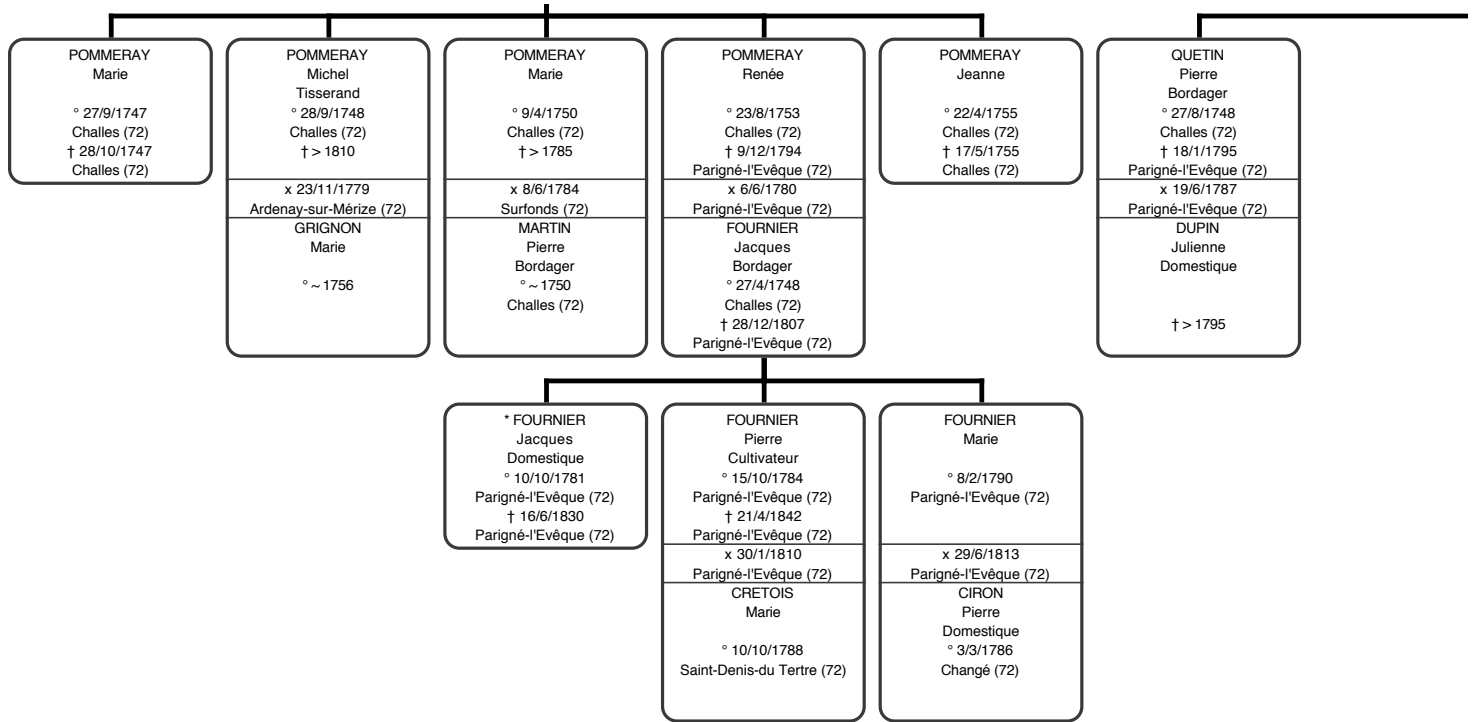 POMMERAY
Marie
° 27/9/1747
Challes (72)
† 28/10/1747
Challes (72)
POMMERAY
Michel
Tisserand
° 28/9/1748
Challes (72)
† > 1810
x 23/11/1779
Ardenay-sur-Mérize (72)
GRIGNON
Marie
° ~ 1756
POMMERAY
Marie
° 9/4/1750
Challes (72)
† > 1785
x 8/6/1784
Surfonds (72)
MARTIN
Pierre
Bordager
° ~ 1750
Challes (72)
POMMERAY
Renée
° 23/8/1753
Challes (72)
† 9/12/1794
Parigné-l'Evêque (72)
x 6/6/1780
Parigné-l'Evêque (72)
FOURNIER
Jacques
Bordager
° 27/4/1748
Challes (72)
† 28/12/1807
Parigné-l'Evêque (72)
POMMERAY
Jeanne
° 22/4/1755
Challes (72)
† 17/5/1755
Challes (72)
QUETIN
Pierre
Bordager
° 27/8/1748
Challes (72)
† 18/1/1795
Parigné-l'Evêque (72)
x 19/6/1787
Parigné-l'Evêque (72)
DUPIN
Julienne
Domestique
† > 1795
* FOURNIER
Jacques
Domestique
° 10/10/1781
Parigné-l'Evêque (72)
† 16/6/1830
Parigné-l'Evêque (72)
FOURNIER
Pierre
Cultivateur
° 15/10/1784
Parigné-l'Evêque (72)
† 21/4/1842
Parigné-l'Evêque (72)
x 30/1/1810
Parigné-l'Evêque (72)
CRETOIS
Marie
° 10/10/1788
Saint-Denis-du Tertre (72)
FOURNIER
Marie
° 8/2/1790
Parigné-l'Evêque (72)
x 29/6/1813
Parigné-l'Evêque (72)
CIRON
Pierre
Domestique
° 3/3/1786
Changé (72)